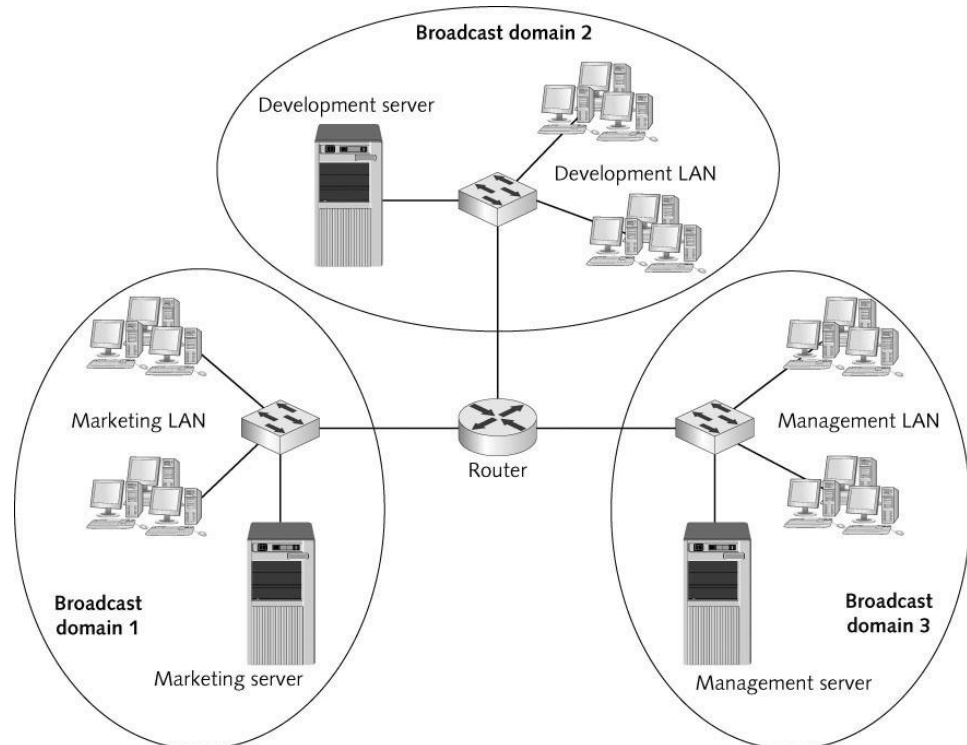 Broadcast domain 2
Development server
Development LAN
Marketing LAN
Router
Management LAN
Broadcast
domain 1
Marketing server
Broadcast
domain 3
Management server